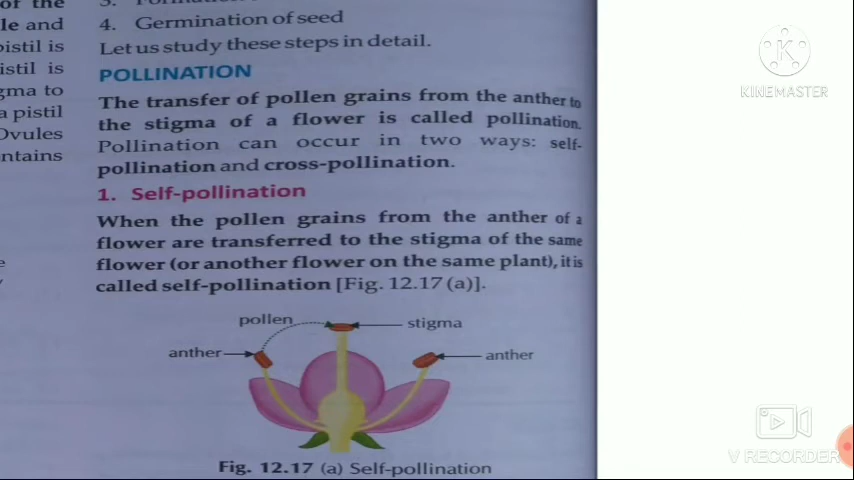 of the
le and
pistil is
istil is
gma to
a pistil
Ovules
ntains
4. Germination of seed
Let us study these steps in detail.
POLLINATION
The transfer of pollen grains from the anther to
the stigma of a flower is called pollination.
Pollination can occur in two ways: self-
pollination and cross-pollination.
1. Self-pollination
When the pollen grains from the anther of a
flower are transferred to the stigma of the same
flower (or another flower on the same plant), it is
called self-pollination [Fig. 12.17 (a)].
pollen
stigma
anther
anther
Fig. 12.17 (a) Self-pollination
KINEMASTER
V RECORDER